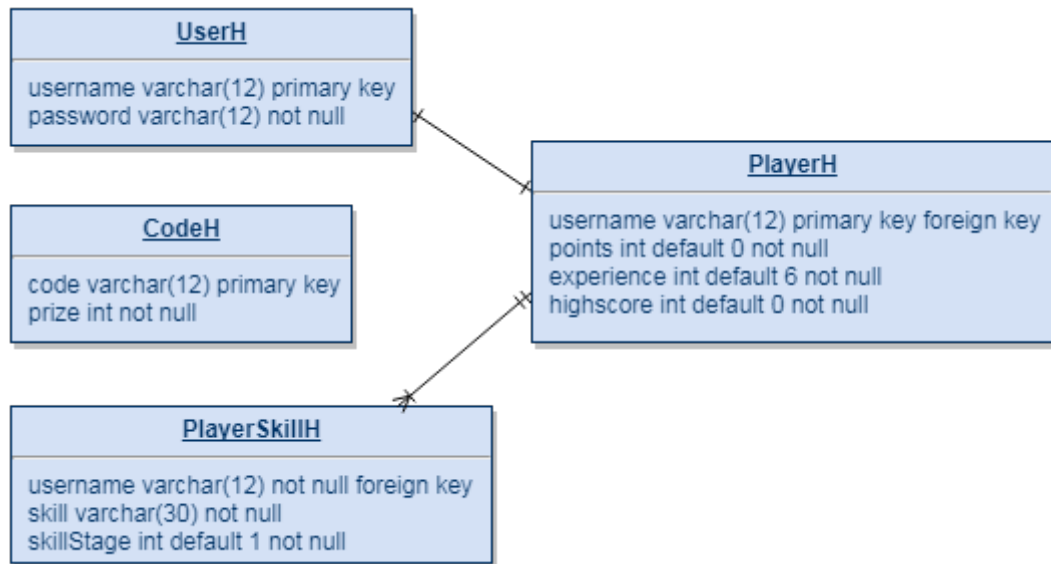 UserH
username varchar(12) primary key
password varchar(12) not null
CodeH
code varchar(12) primary key
prize int not null
PlayerH
username varchar(12) primary key foreign key
points int default 0 not null
experience int default 6 not null
highscore int default 0 not null
PlayerSkillH
username varchar(12) not null foreign key
skill varchar(30) not null
skillStage int default 1 not null